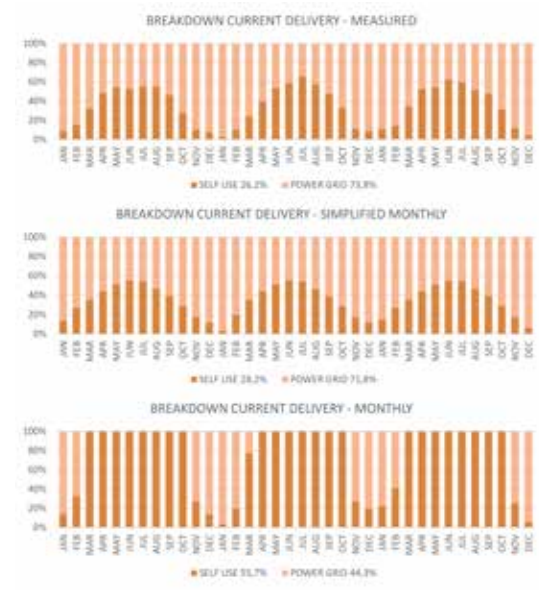 BREAKDOWN CURRENT DELIVERY - MEASURED
100%
80%
60%
40%
20%
0%
JAN FEB MAR APR MAY JUN JUL AUG SEP OCT NOV DEC JAN FEB MAR APR MAY JUN JUL AUG SEP OCT NOV DEC JAN FEB MAR APR MAY JUN JUL AUG SEP OCT NOV DEC
SELF USE 26,2% POWER GRID 73,8%
BREAKDOWN CURRENT DELIVERY - SIMPLIFIED MONTHLY
100%
80%
60%
40%
20%
0%
JAN FEB MAR APR MAY JUN JUL AUG SEP OCT NOV DEC JAN FEB MAR APR MAY JUN JUL AUG SEP OCT NOV DEC JAN FEB MAR APR MAY JUN JUL AUG SEP OCT NOV DEC
SELF USE 28,2% POWER GRID 71,8%
BREAKDOWN CURRENT DELIVERY - MONTHLY
100%
80%
60%
40%
20%
0%
JAN FEB MAR APR MAY JUN JUL AUG SEP OCT NOV DEC JAN FEB MAR APR MAY JUN JUL AUG SEP OCT NOV DEC JAN FEB MAR APR MAY JUN JUL AUG SEP OCT NOV DEC
SELF USE 55,7% POWER GRID 44,3%